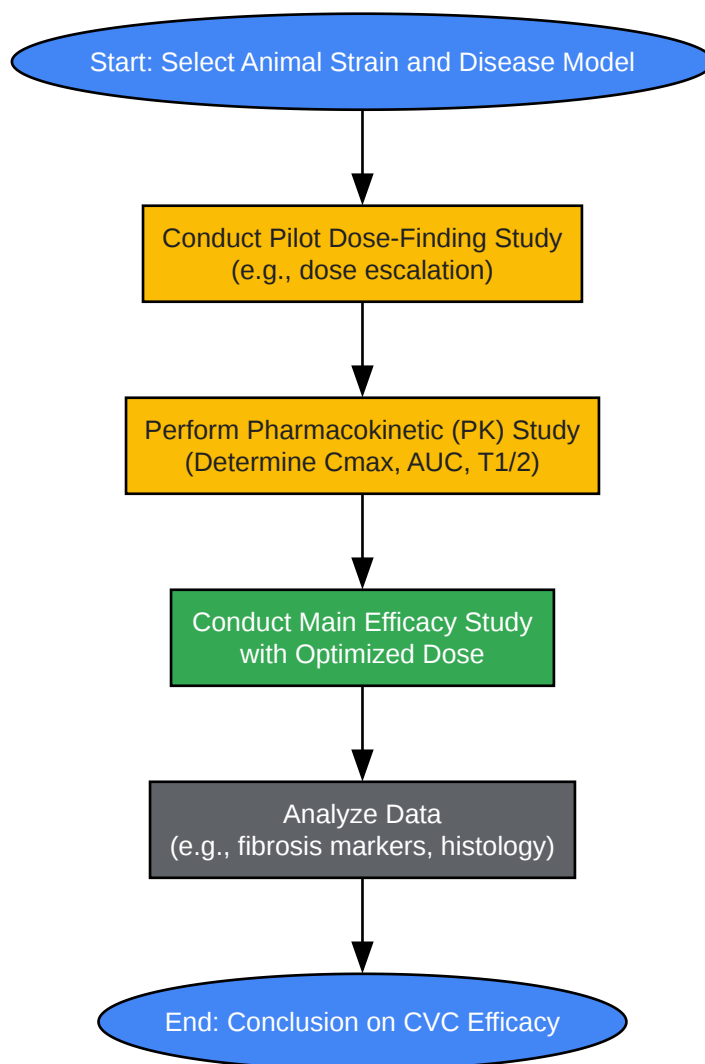 Start: Select Animal Strain and Disease Model
Conduct Pilot Dose-Finding Study
(e.g., dose escalation)
Perform Pharmacokinetic (PK) Study
(Determine Cmax, AUC, T1/2)
Conduct Main Efficacy Study
with Optimized Dose
Analyze Data
(e.g., fibrosis markers, histology)
End: Conclusion on CVC Efficacy